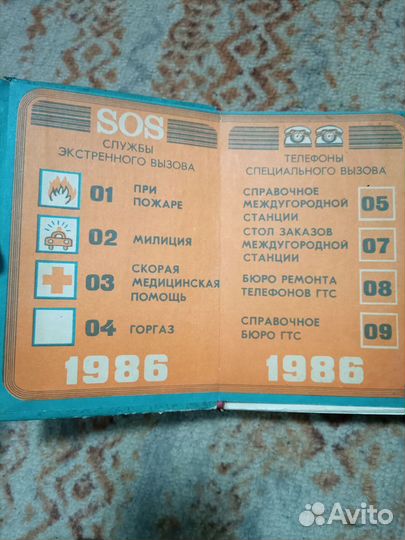 SOS
СЛУЖБЫ
ЭКСТРЕННОГО ВЫЗОВА
01 ПРИ
ПОЖАРЕ
02 МИЛИЦИЯ
03 СКОРАЯ
МЕДИЦИНСКАЯ
ПОМОЩЬ
04 ГОРГАЗ
1986
ТЕЛЕФОНЫ
СПЕЦИАЛЬНОГО ВЫЗОВА
СПРАВОЧНОЕ
МЕЖДУГОРОДНОЙ
СТАНЦИИ 05
СТОЛ ЗАКАЗОВ
МЕЖДУГОРОДНОЙ
СТАНЦИИ 07
БЮРО РЕМОНТА
ТЕЛЕФОНОВ ГТС 08
СПРАВОЧНОЕ
БЮРО ГТС 09
1986
Avito